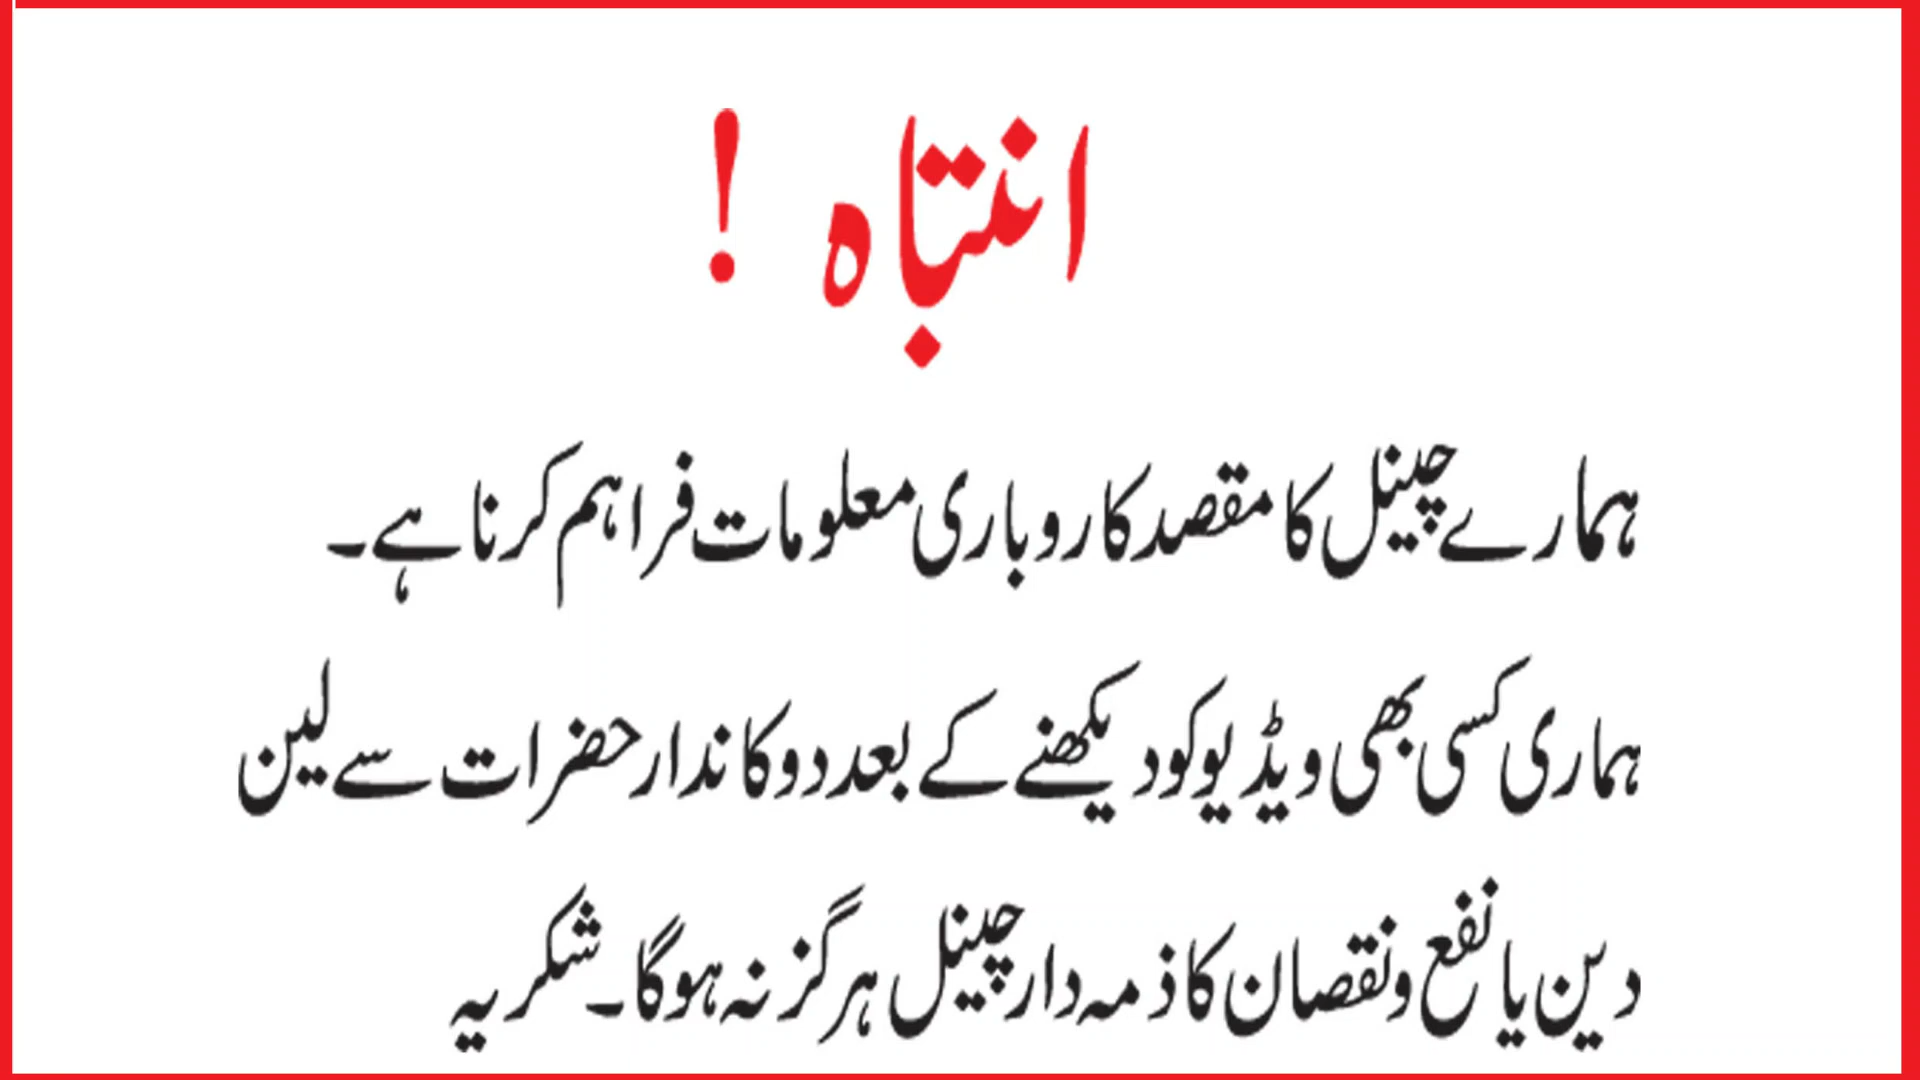 انتباہ !
ہمارے چینل کا مقصد کاروباری معلومات فراہم کرنا ہے۔
ہماری کسی بھی ویڈیو کو دیکھنے کے بعد دوکاندار حضرات سے لین
دین یا نفع و نقصان کا ذمہ دار چینل ہرگز نہ ہوگا۔ شکریہ